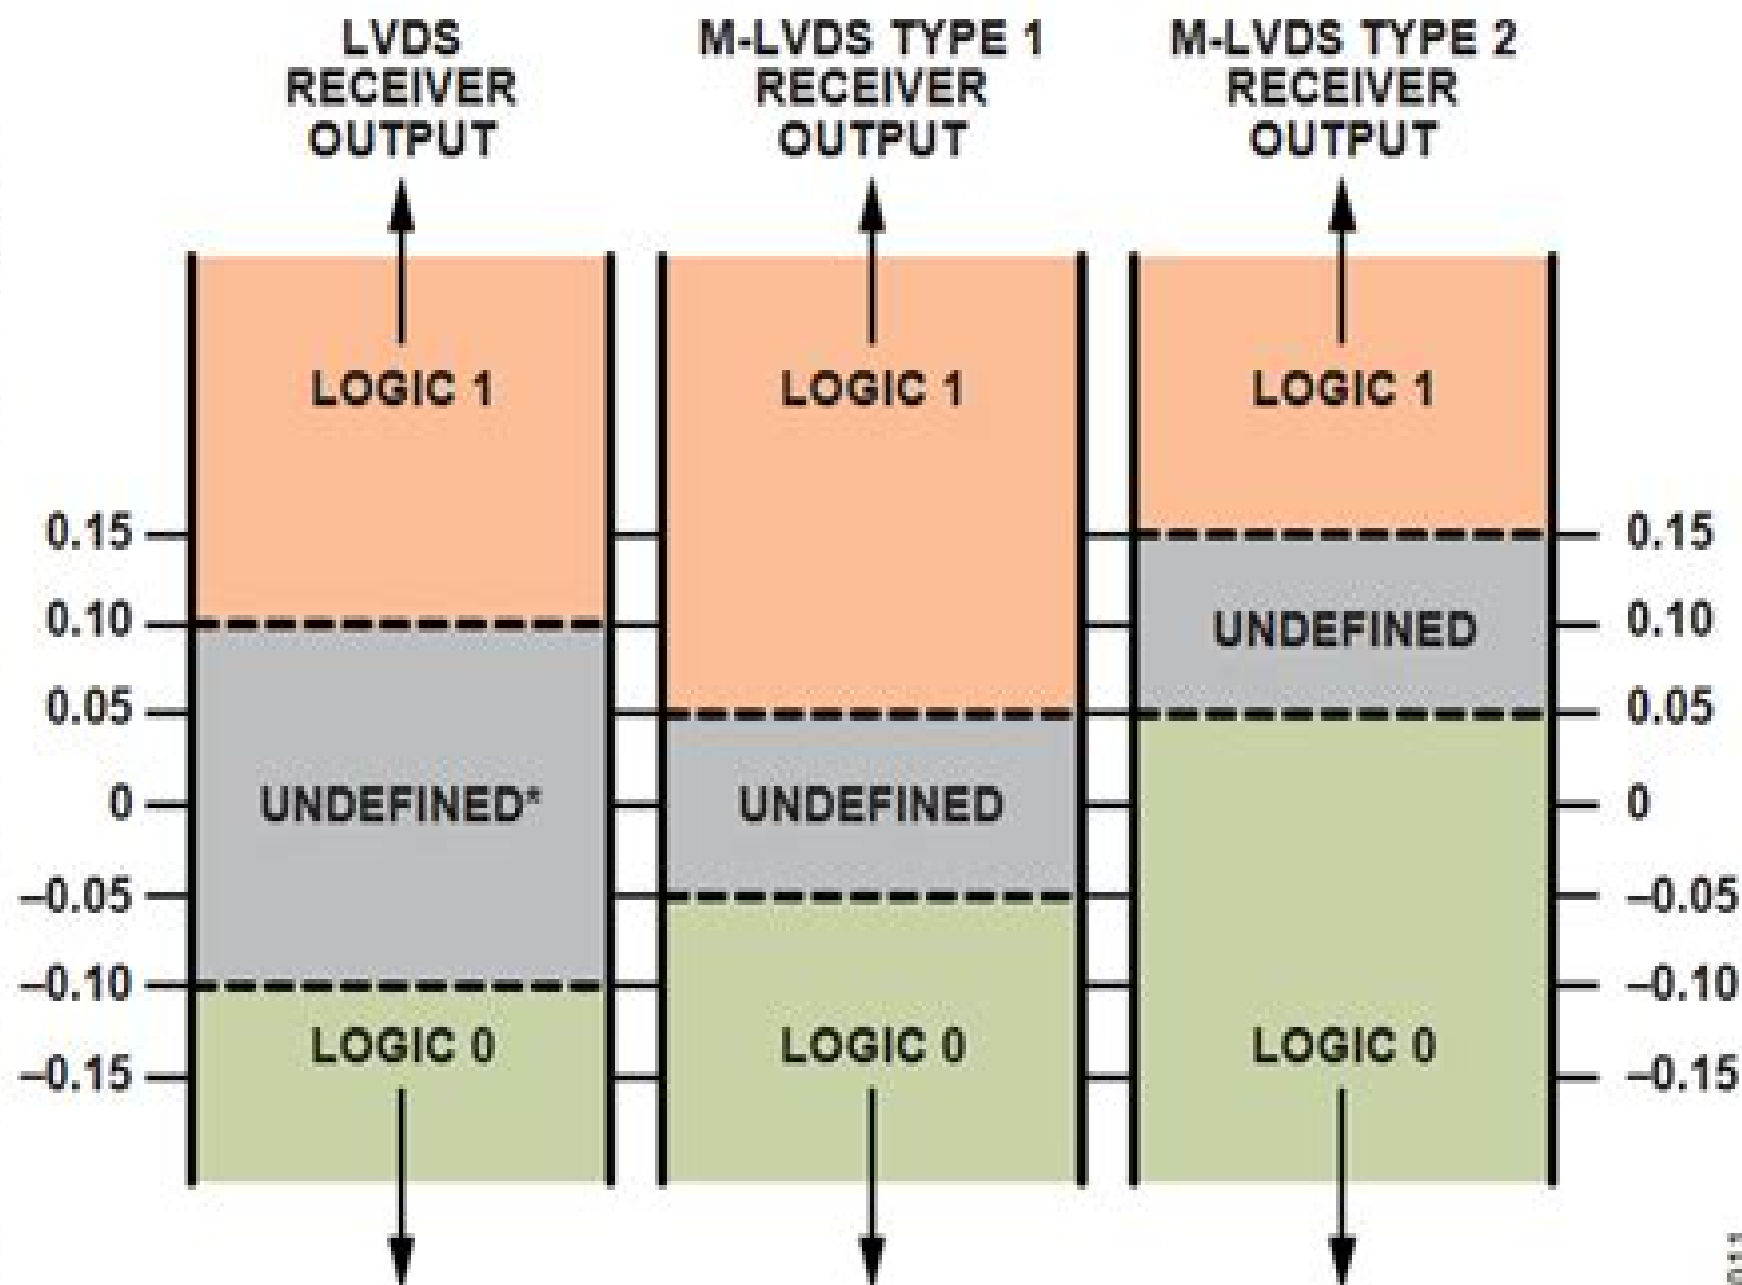 LVDS
RECEIVER
OUTPUT
M-LVDS TYPE 1
RECEIVER
OUTPUT
M-LVDS TYPE 2
RECEIVER
OUTPUT
LOGIC 1
LOGIC 1
LOGIC 1
0.15
0.15
0.10
UNDEFINED
0.10
0.05
0.05
0
UNDEFINED*
UNDEFINED
0
–0.05
–0.05
–0.10
–0.10
LOGIC 0
LOGIC 0
LOGIC 0
–0.15
–0.15